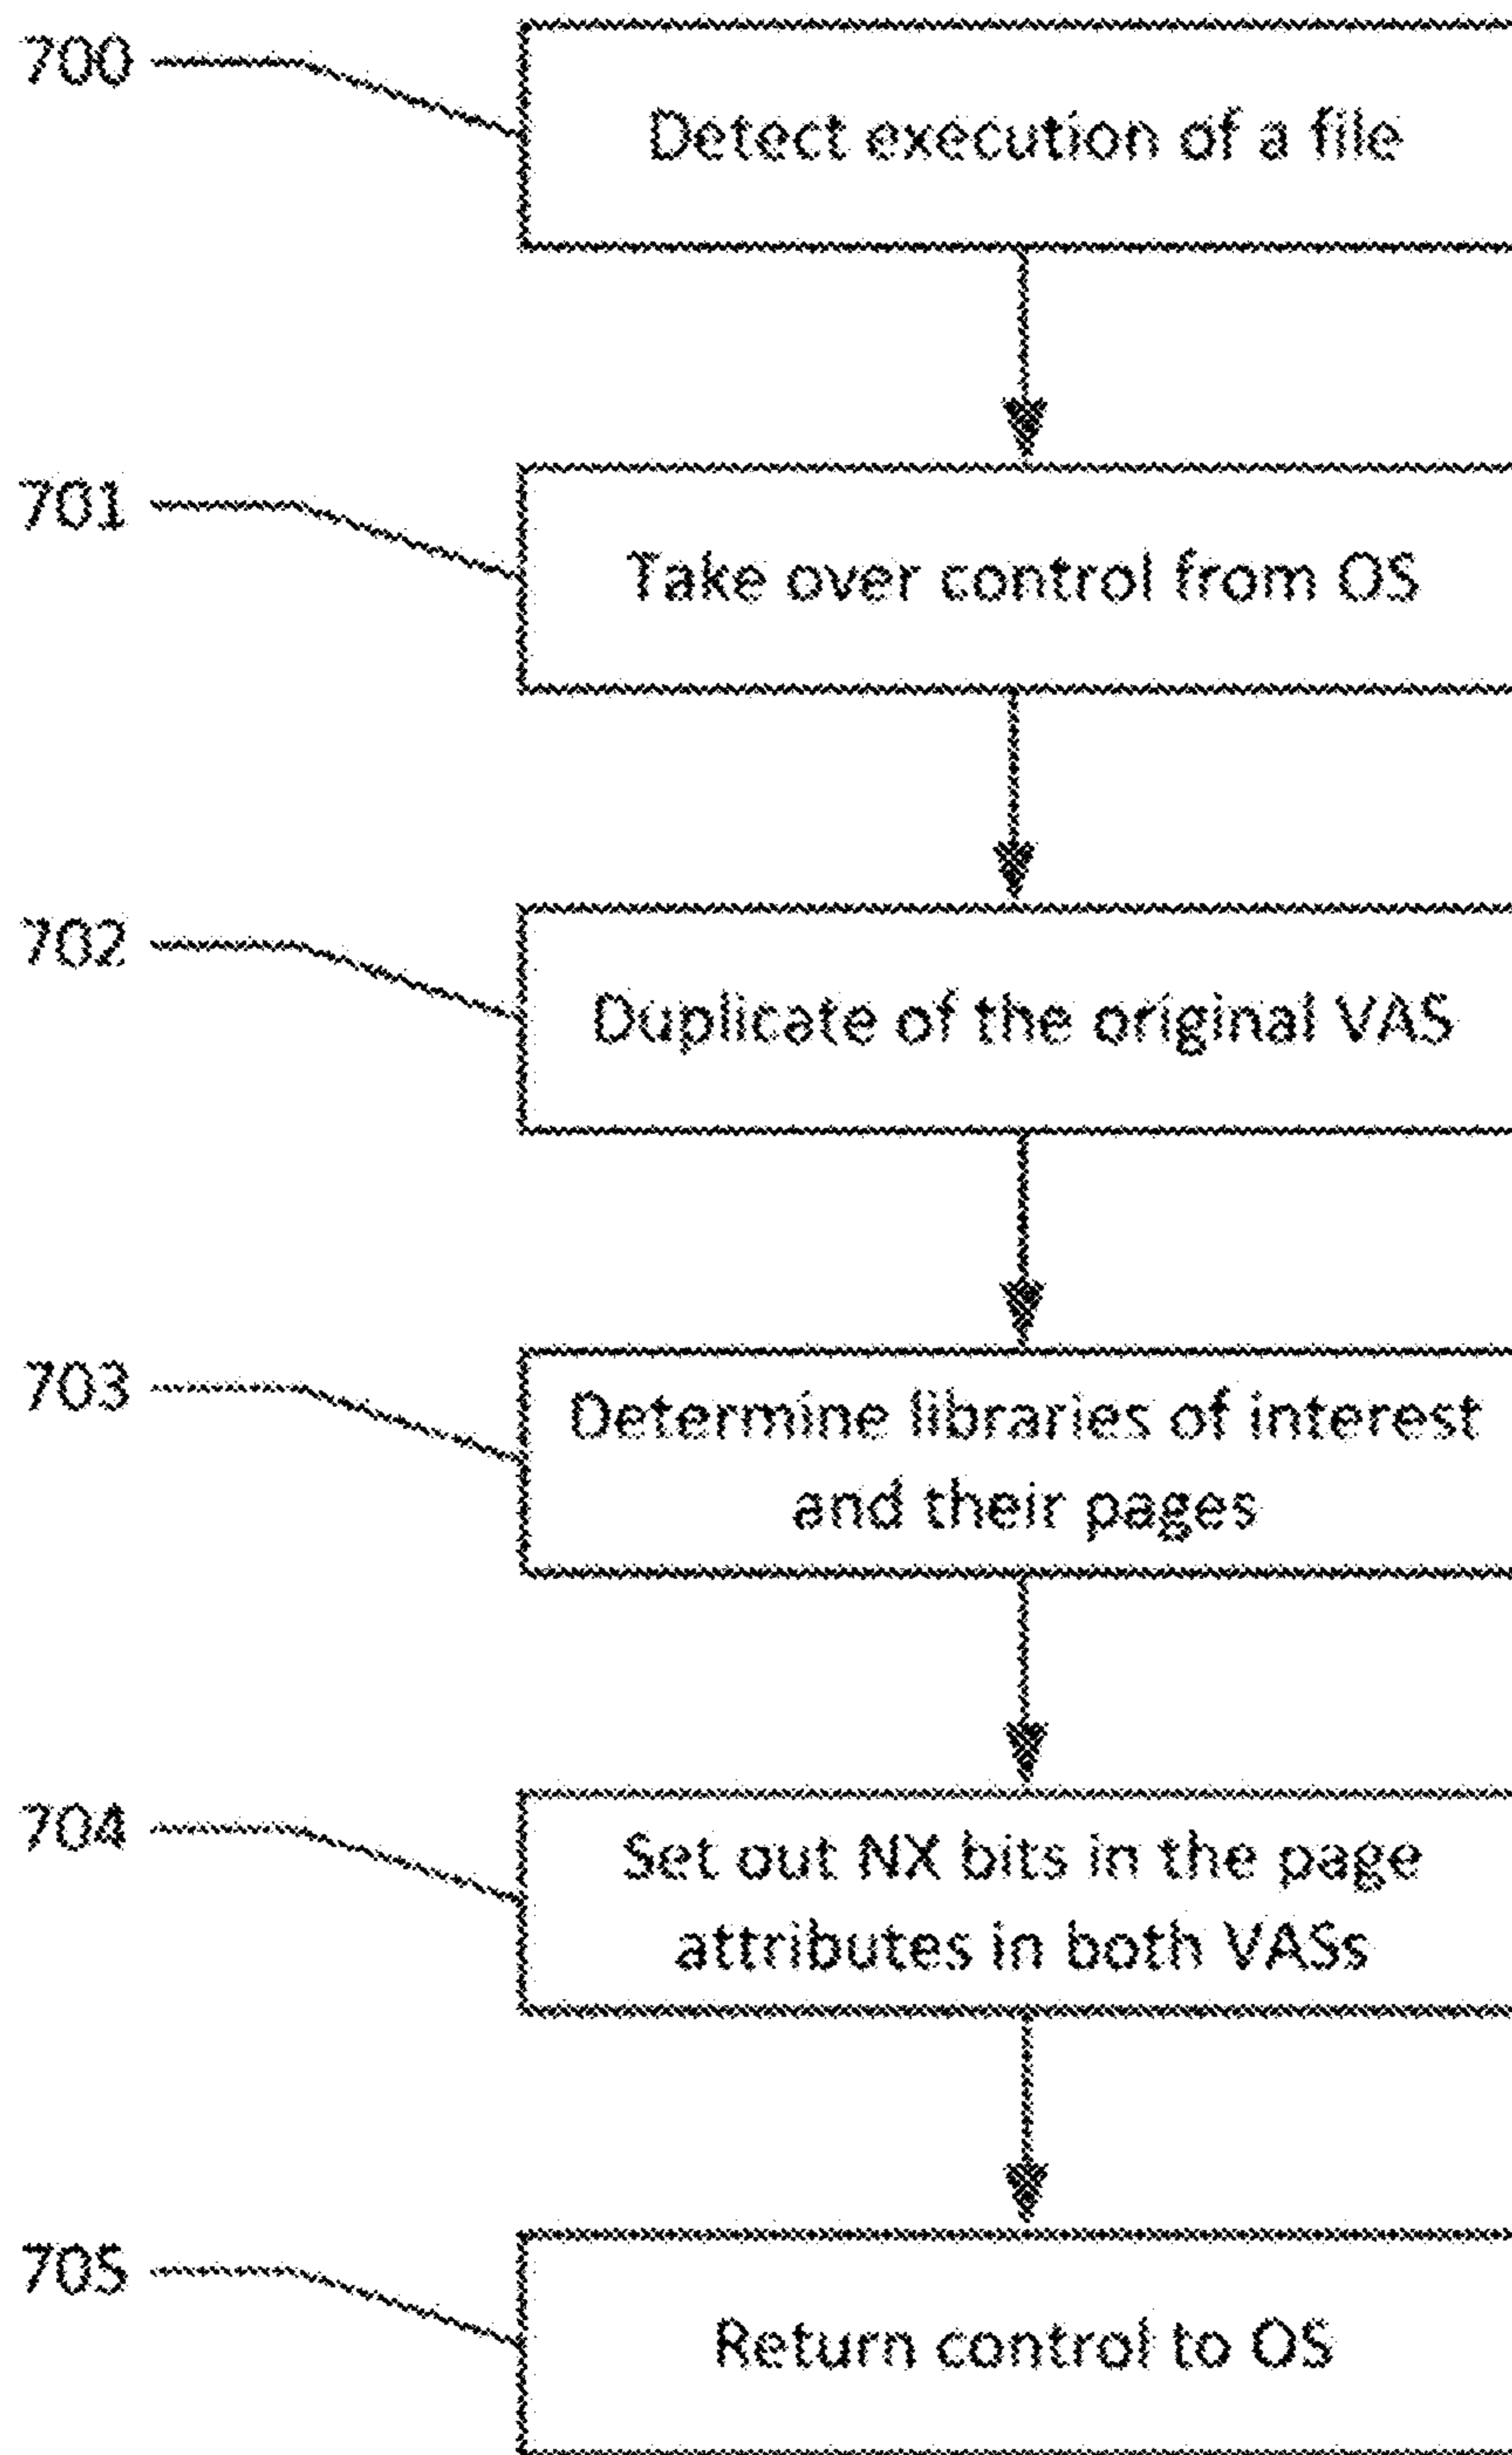 700
Detect execution of a file
701
Take over control from OS
702
Duplicate of the original VAS
703
Determine libraries of interest
and their pages
704
Set out NX bits in the page
attributes in both VASs
705
Return control to OS